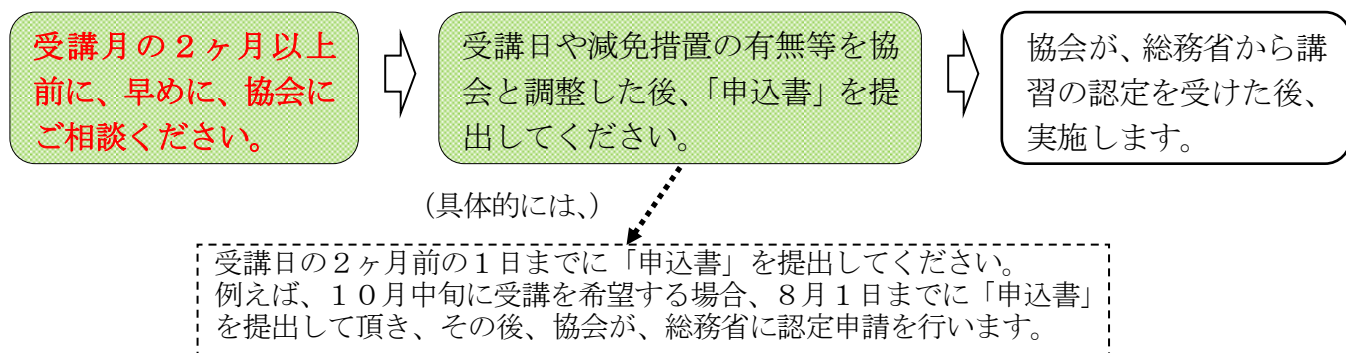 受講月の２ヶ月以上
前に、早めに、協会に
ご相談ください。
受講日や減免措置の有無等を協
会と調整した後、「申込書」を提
出してください。
協会が、総務省から講
習の認定を受けた後、
実施します。
（具体的には、）
受講日の２ヶ月前の１日までに「申込書」を提出してください。
例えば、１０月中旬に受講を希望する場合、８月１日までに「申込書」
を提出して頂き、その後、協会が、総務省に認定申請を行います。